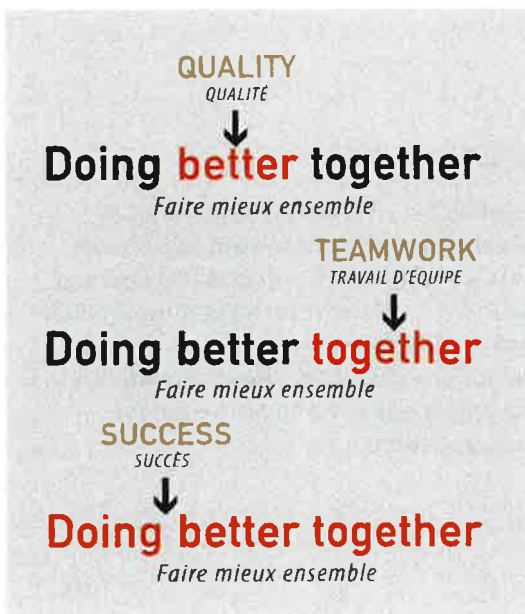 QUALITY
QUALITÉ
Doing better together
Faire mieux ensemble
TEAMWORK
TRAVAIL D'EQUIPE
Doing better together
Faire mieux ensemble
SUCCESS
SUCCÈS
Doing better together
Faire mieux ensemble